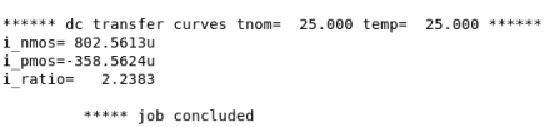 ****** dc transfer curves tnom=  25.000 temp=  25.000 ******
i_nmos= 802.5613u
i_pmos=-358.5624u
i_ratio=   2.2383
***** job concluded